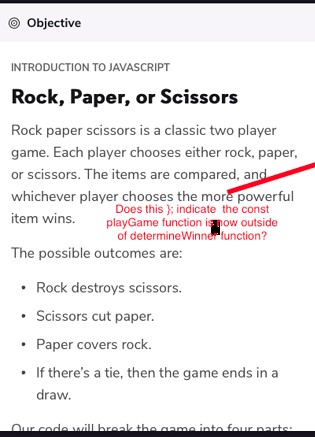 Objective
INTRODUCTION TO JAVASCRIPT
Rock, Paper, or Scissors
Rock paper scissors is a classic two player
game. Each player chooses either rock, paper,
or scissors. The items are compared, and
whichever player chooses the more powerful
item wins.
Does this }; indicate the const
playGame function is now outside
of determineWinner function?
The possible outcomes are:
• Rock destroys scissors.
• Scissors cut paper.
• Paper covers rock.
• If there's a tie, then the game ends in a
draw.
Our code will break the game into four parts: